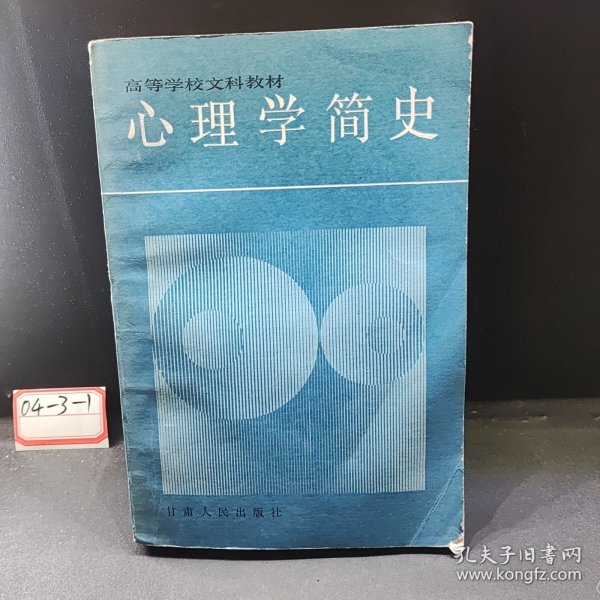 高等学校文科教材
心理学简史
04-3-1
甘肃人民出版社
孔夫子旧书网
www.kongfz.com